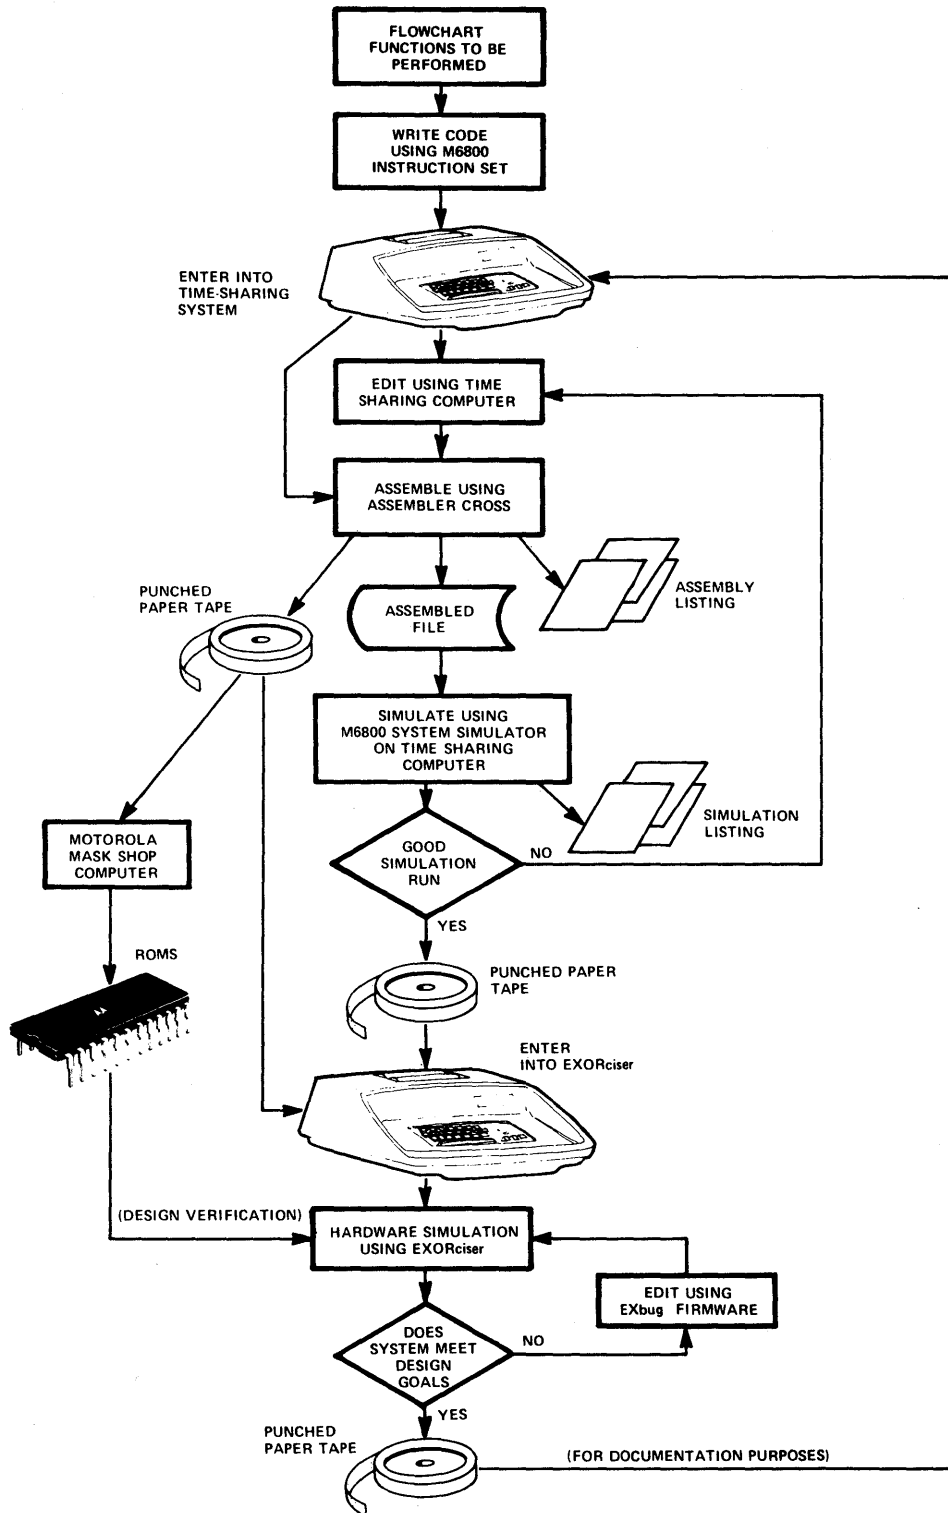 FLOWCHART
FUNCTIONS TO BE
PERFORMED
WRITE CODE
USING M6800
INSTRUCTION SET
ENTER INTO
TIME-SHARING
SYSTEM
EDIT USING TIME
SHARING COMPUTER
ASSEMBLE USING
ASSEMBLER CROSS
PUNCHED
PAPER TAPE
ASSEMBLED
FILE
ASSEMBLY
LISTING
SIMULATE USING
M6800 SYSTEM SIMULATOR
ON TIME SHARING
COMPUTER
SIMULATION
LISTING
MOTOROLA
MASK SHOP
COMPUTER
GOOD
SIMULATION
RUN
NO
YES
ROMS
PUNCHED PAPER
TAPE
ENTER
INTO EXORciser
(DESIGN VERIFICATION)
HARDWARE SIMULATION
USING EXORciser
EDIT USING
EXbug FIRMWARE
DOES
SYSTEM MEET
DESIGN
GOALS
NO
YES
PUNCHED
PAPER TAPE
(FOR DOCUMENTATION PURPOSES)